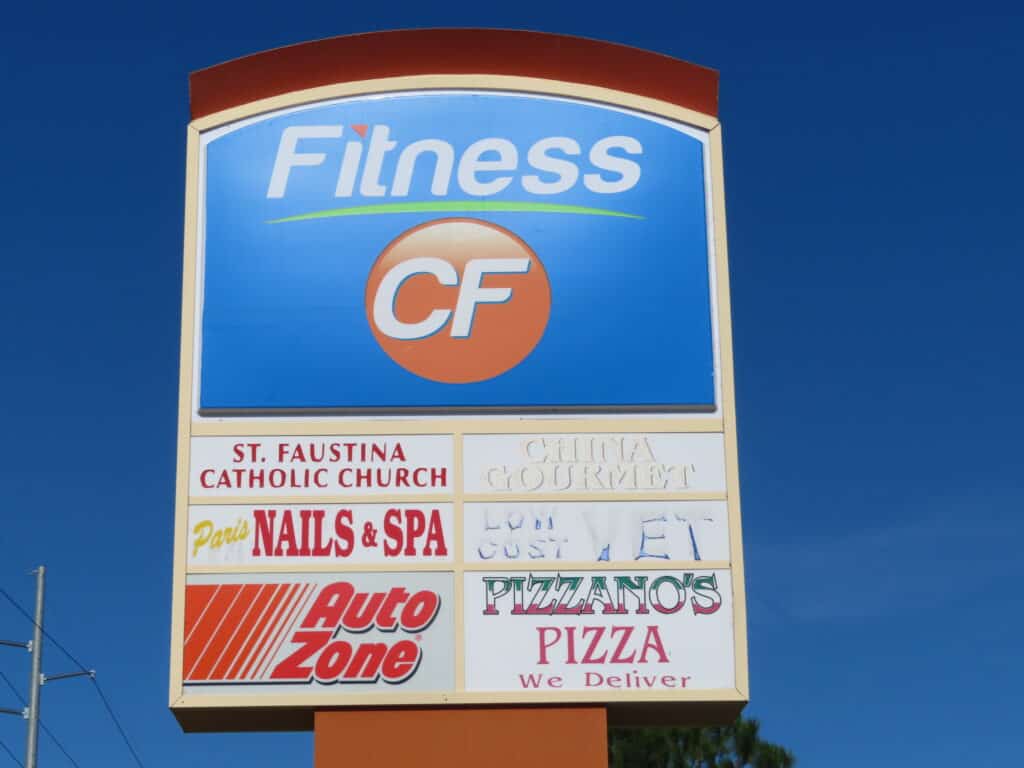 Fitness
CF
ST. FAUSTINA
CATHOLIC CHURCH
CHINA
GOURMET
Paris NAILS & SPA
LOW
COST VET
Auto
Zone
PIZZANO'S
PIZZA
We Deliver